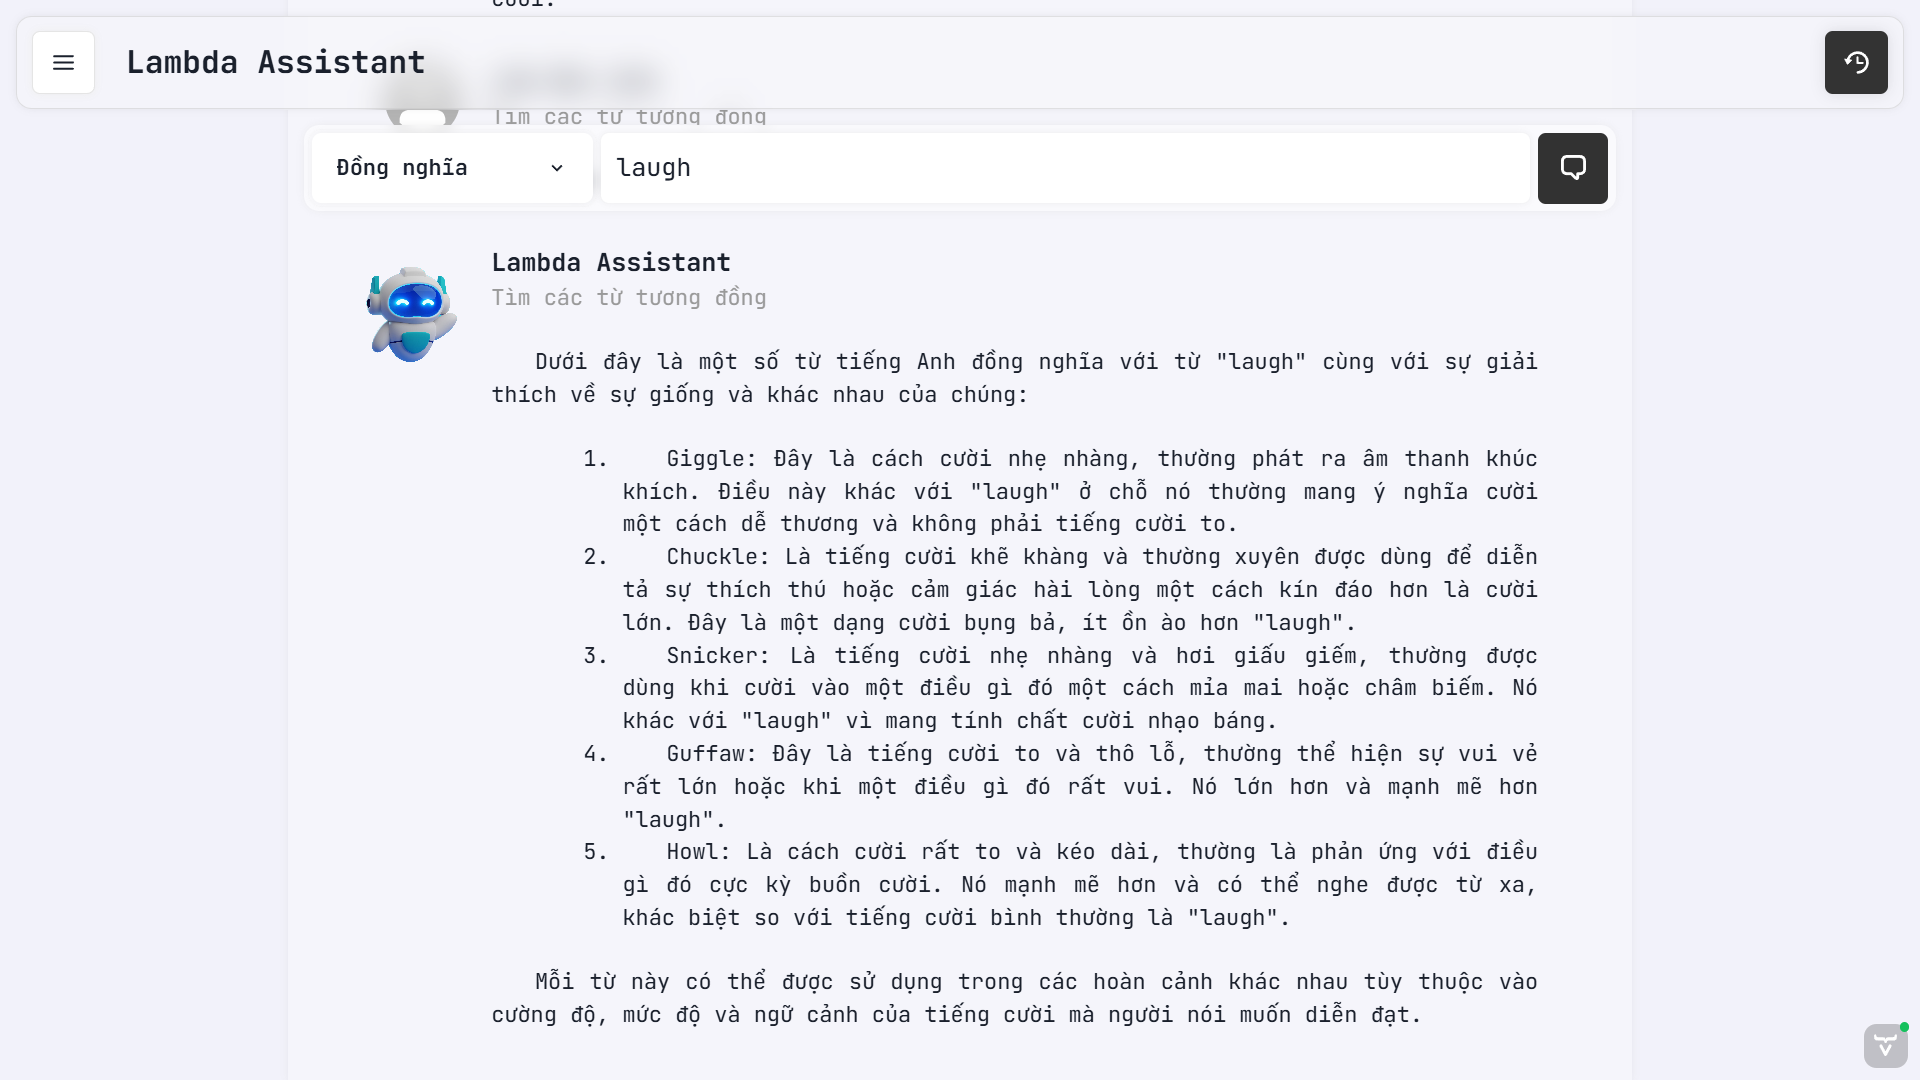 cười.
Lambda Assistant
Tìm các từ tương đồng
Đồng nghĩa
laugh
Lambda Assistant
Tìm các từ tương đồng
Dưới đây là một số từ tiếng Anh đồng nghĩa với từ "laugh" cùng với sự giải
thích về sự giống và khác nhau của chúng:
1. Giggle: Đây là cách cười nhẹ nhàng, thường phát ra âm thanh khúc
khích. Điều này khác với "laugh" ở chỗ nó thường mang ý nghĩa cười
một cách dễ thương và không phải tiếng cười to.
2. Chuckle: Là tiếng cười khẽ khàng và thường xuyên được dùng để diễn
tả sự thích thú hoặc cảm giác hài lòng một cách kín đáo hơn là cười
lớn. Đây là một dạng cười bụng bả, ít ồn ào hơn "laugh".
3. Snicker: Là tiếng cười nhẹ nhàng và hơi giấu giếm, thường được
dùng khi cười vào một điều gì đó một cách mỉa mai hoặc châm biếm. Nó
khác với "laugh" vì mang tính chất cười nhạo báng.
4. Guffaw: Đây là tiếng cười to và thô lỗ, thường thể hiện sự vui vẻ
rất lớn hoặc khi một điều gì đó rất vui. Nó lớn hơn và mạnh mẽ hơn
"laugh".
5. Howl: Là cách cười rất to và kéo dài, thường là phản ứng với điều
gì đó cực kỳ buồn cười. Nó mạnh mẽ hơn và có thể nghe được từ xa,
khác biệt so với tiếng cười bình thường là "laugh".
Mỗi từ này có thể được sử dụng trong các hoàn cảnh khác nhau tùy thuộc vào
cường độ, mức độ và ngữ cảnh của tiếng cười mà người nói muốn diễn đạt.